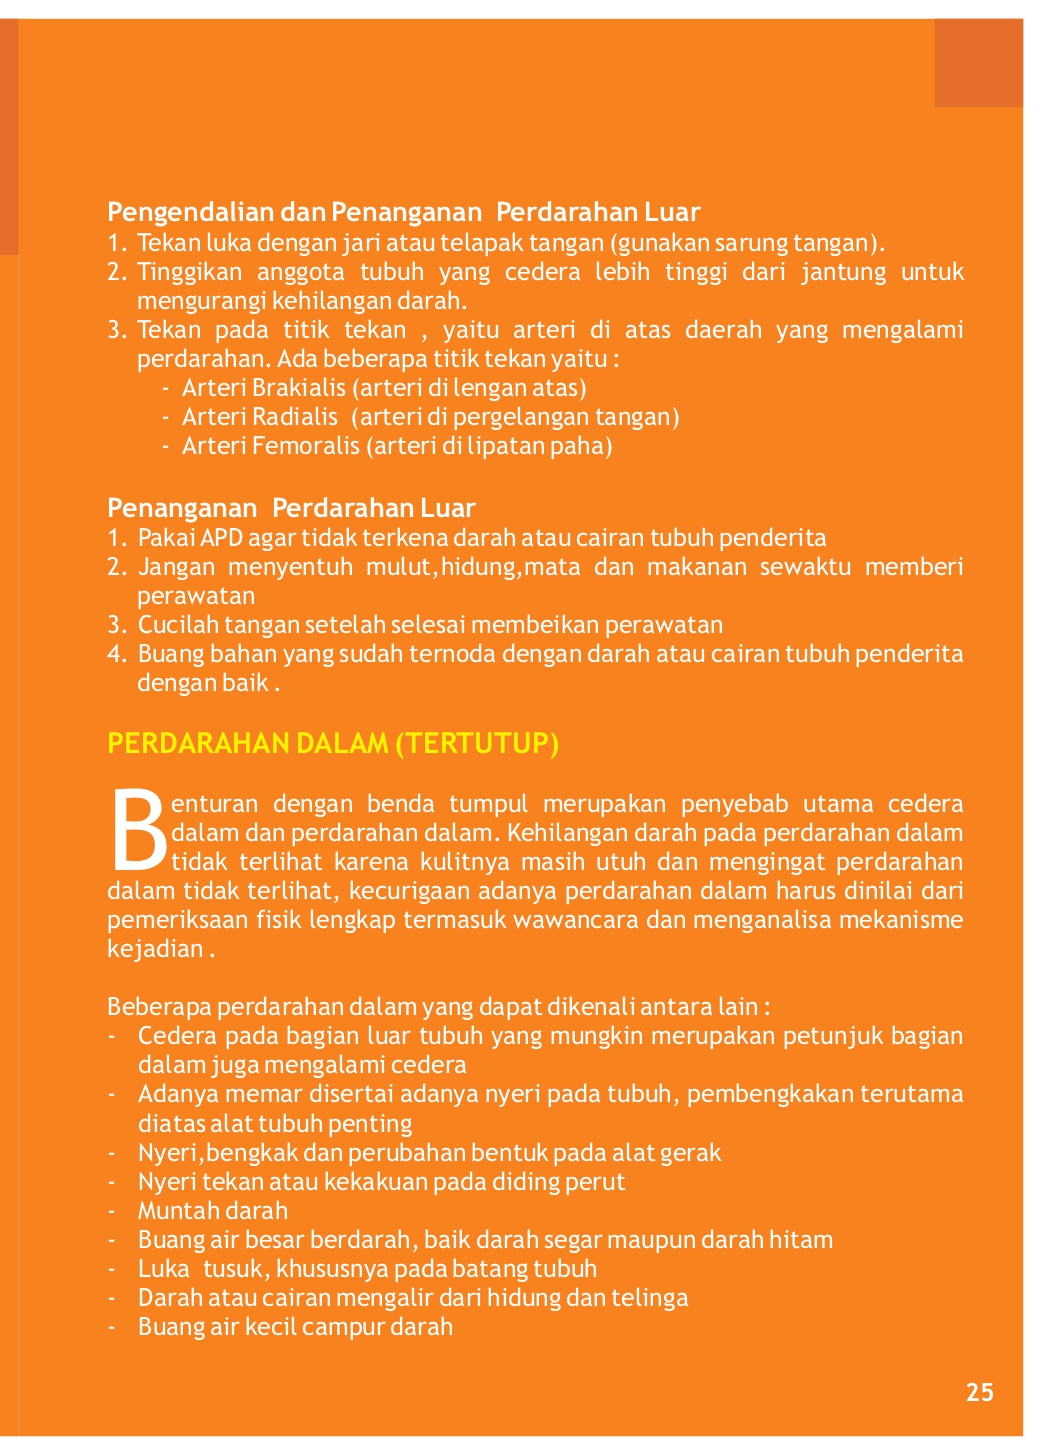 Pengendalian dan Penanganan Perdarahan Luar
1. Tekan luka dengan jari atau telapak tangan (gunakan sarung tangan).
2. Tinggikan anggota tubuh yang cedera lebih tinggi dari jantung untuk
mengurangi kehilangan darah.
3. Tekan pada titik tekan , yaitu arteri di atas daerah yang mengalami
perdarahan. Ada beberapa titik tekan yaitu :
- Arteri Brakialis (arteri di lengan atas)
- Arteri Radialis (arteri di pergelangan tangan)
- Arteri Femoralis (arteri di lipatan paha)
Penanganan Perdarahan Luar
1. Pakai APD agar tidak terkena darah atau cairan tubuh penderita
2. Jangan menyentuh mulut,hidung,mata dan makanan sewaktu memberi
perawatan
3. Cucilah tangan setelah selesai membeikan perawatan
4. Buang bahan yang sudah ternoda dengan darah atau cairan tubuh penderita
dengan baik .
PERDARAHAN DALAM (TERTUTUP)
Benturan dengan benda tumpul merupakan penyebab utama cedera
dalam dan perdarahan dalam. Kehilangan darah pada perdarahan dalam
tidak terlihat karena kulitnya masih utuh dan mengingat perdarahan
dalam tidak terlihat, kecurigaan adanya perdarahan dalam harus dinilai dari
pemeriksaan fisik lengkap termasuk wawancara dan menganalisa mekanisme
kejadian .
Beberapa perdarahan dalam yang dapat dikenali antara lain :
- Cedera pada bagian luar tubuh yang mungkin merupakan petunjuk bagian
dalam juga mengalami cedera
- Adanya memar disertai adanya nyeri pada tubuh, pembengkakan terutama
diatas alat tubuh penting
- Nyeri,bengkak dan perubahan bentuk pada alat gerak
- Nyeri tekan atau kekakuan pada diding perut
- Muntah darah
- Buang air besar berdarah, baik darah segar maupun darah hitam
- Luka tusuk, khususnya pada batang tubuh
- Darah atau cairan mengalir dari hidung dan telinga
- Buang air kecil campur darah
25